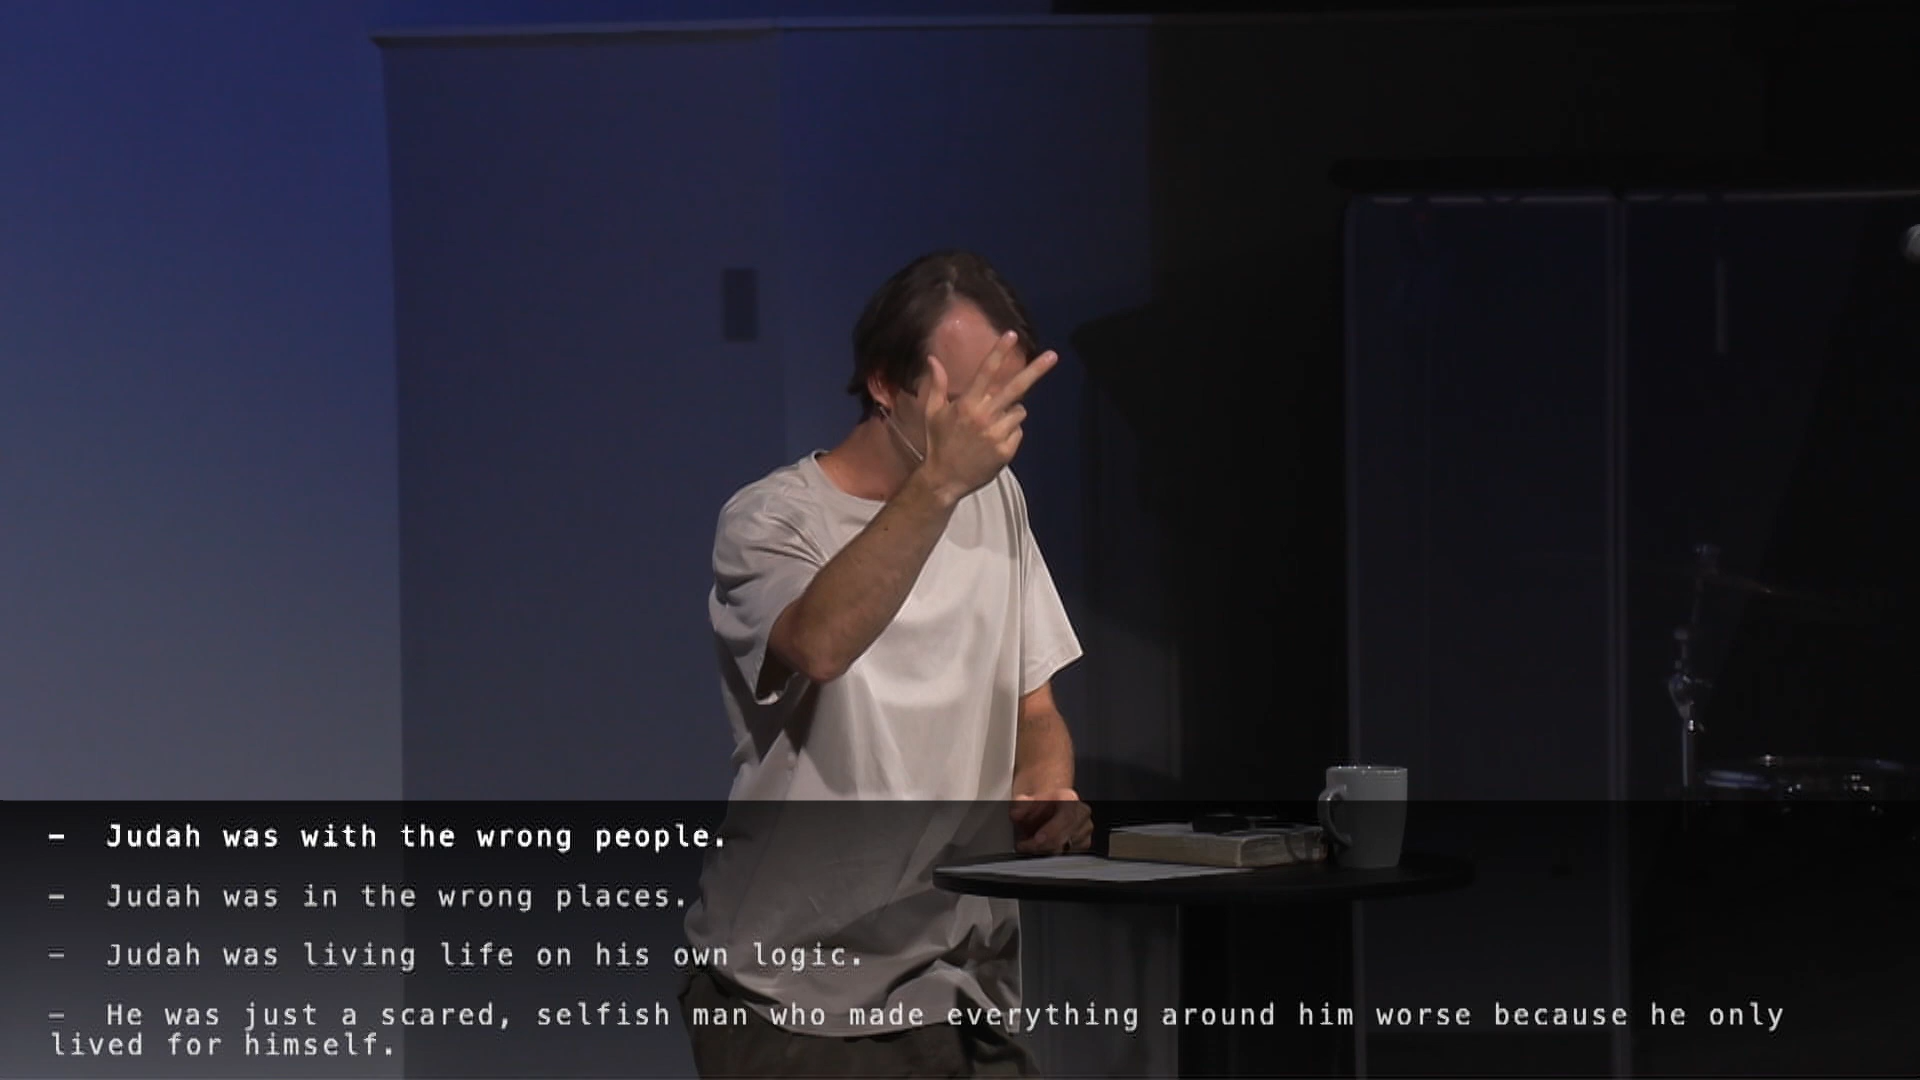 - Judah was with the wrong people.
- Judah was in the wrong places.
- Judah was living life on his own logic.
- He was just a scared, selfish man who made everything around him worse because he only
lived for himself.